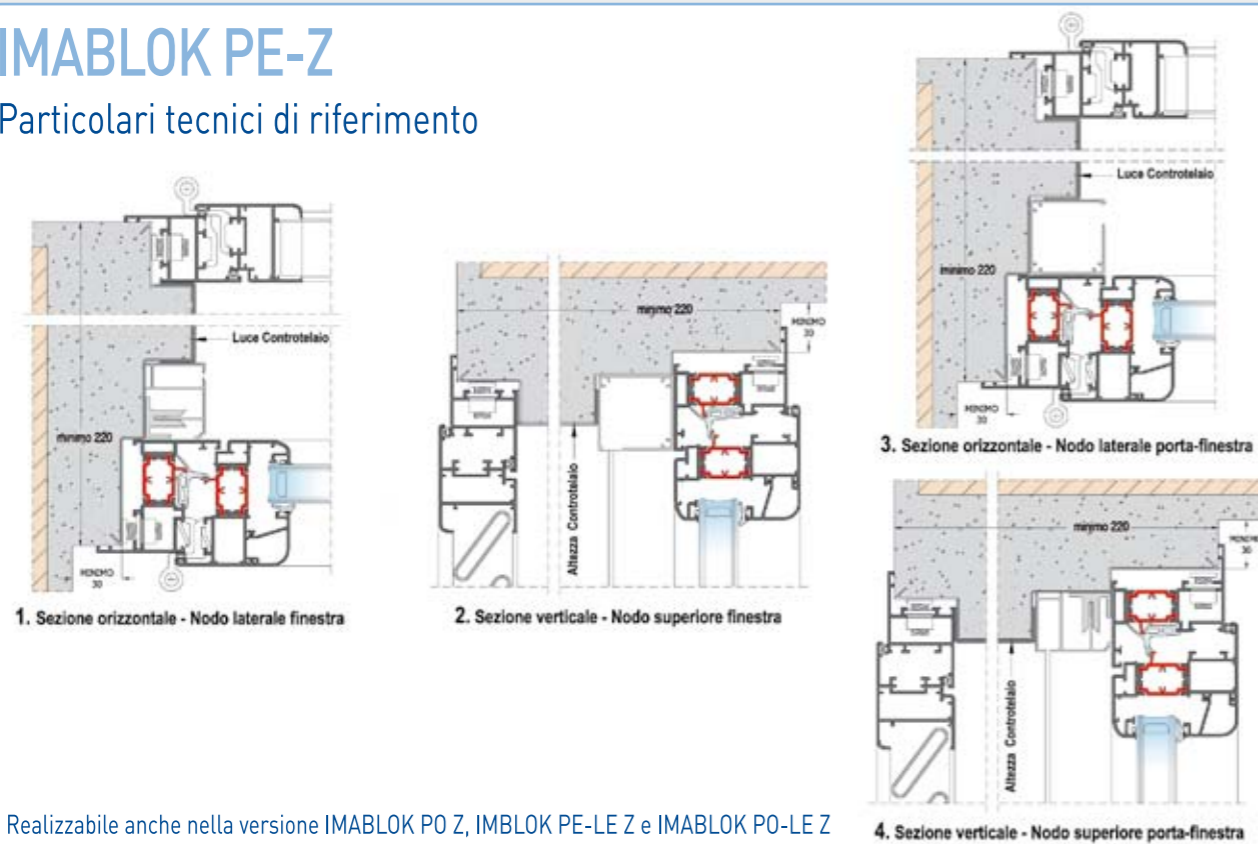 IMABLOK PE-Z
Particolari tecnici di riferimento
Luce Controtelaio
minimo 220
MINIMO
30
1. Sezione orizzontale - Nodo laterale finestra
minimo 220
MINIMO
30
Altezza Controtelaio
2. Sezione verticale - Nodo superiore finestra
Luce Controtelaio
minimo 220
MINIMO
30
3. Sezione orizzontale - Nodo laterale porta-finestra
minimo 220
MINIMO
30
Altezza Controtelaio
4. Sezione verticale - Nodo superiore porta-finestra
Realizzabile anche nella versione IMABLOK PO Z, IMBLOK PE-LE Z e IMABLOK PO-LE Z